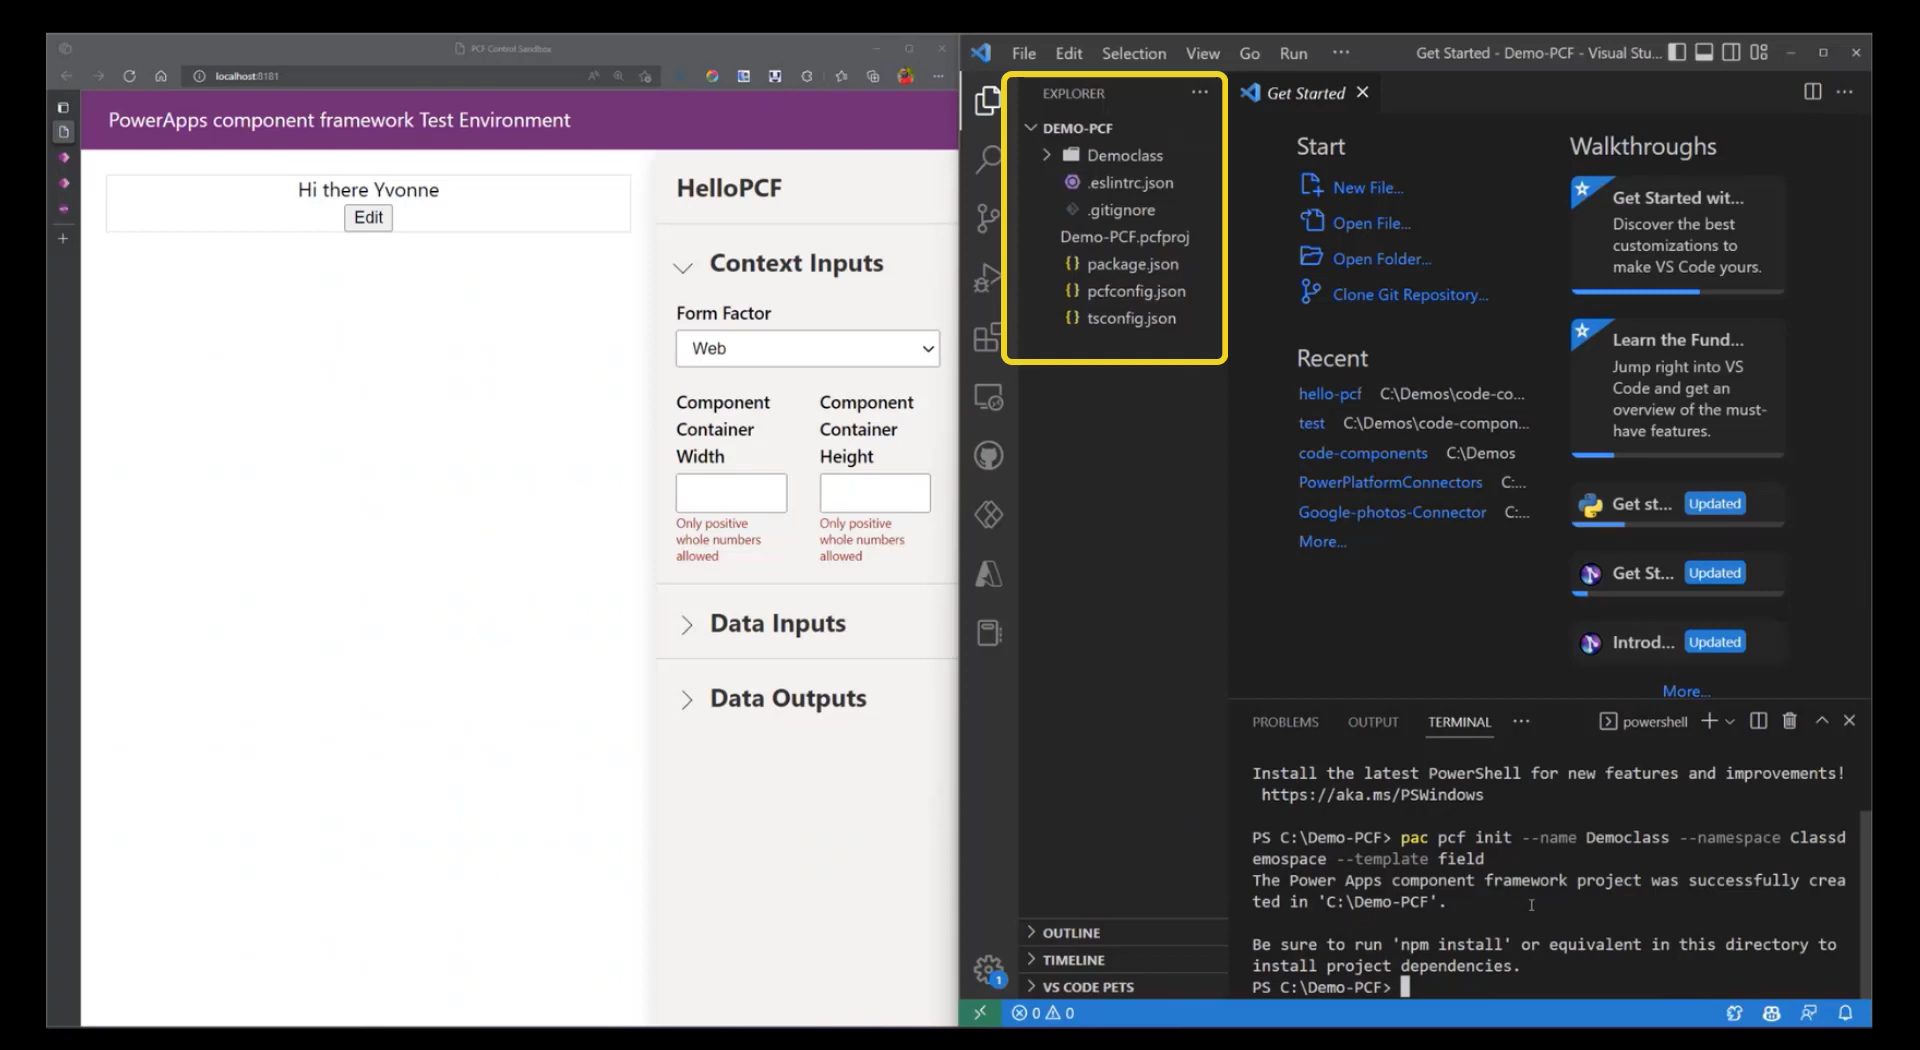 PCF Control Sandbox
localhost:8181
PowerApps component framework Test Environment
Hi there Yvonne
Edit
HelloPCF
Context Inputs
Form Factor
Web
Component
Container
Width
Only positive
whole numbers
allowed
Component
Container
Height
Only positive
whole numbers
allowed
Data Inputs
Data Outputs
File Edit Selection View Go Run ···
Get Started - Demo-PCF - Visual Stu...
EXPLORER ···
DEMO-PCF
Democlass
.eslintrc.json
.gitignore
Demo-PCF.pcfproj
{} package.json
{} pcfconfig.json
{} tsconfig.json
OUTLINE
TIMELINE
VS CODE PETS
1
Get Started
Start
New File...
Open File...
Open Folder...
Clone Git Repository...
Recent
hello-pcf C:\Demos\code-co...
test C:\Demos\code-compon...
code-components C:\Demos
PowerPlatformConnectors C:...
Google-photos-Connector C:...
More...
Walkthroughs
Get Started wit...
Discover the best
customizations to
make VS Code yours.
Learn the Fund...
Jump right into VS
Code and get an
overview of the must-
have features.
Get st... Updated
Get St... Updated
Introd... Updated
More...
PROBLEMS OUTPUT TERMINAL ··· powershell
Install the latest PowerShell for new features and improvements!
https://aka.ms/PSWindows
PS C:\Demo-PCF> pac pcf init --name Democlass --namespace Classd
emospace --template field
The Power Apps component framework project was successfully crea
ted in 'C:\Demo-PCF'.
Be sure to run 'npm install' or equivalent in this directory to
install project dependencies.
PS C:\Demo-PCF>
0 0